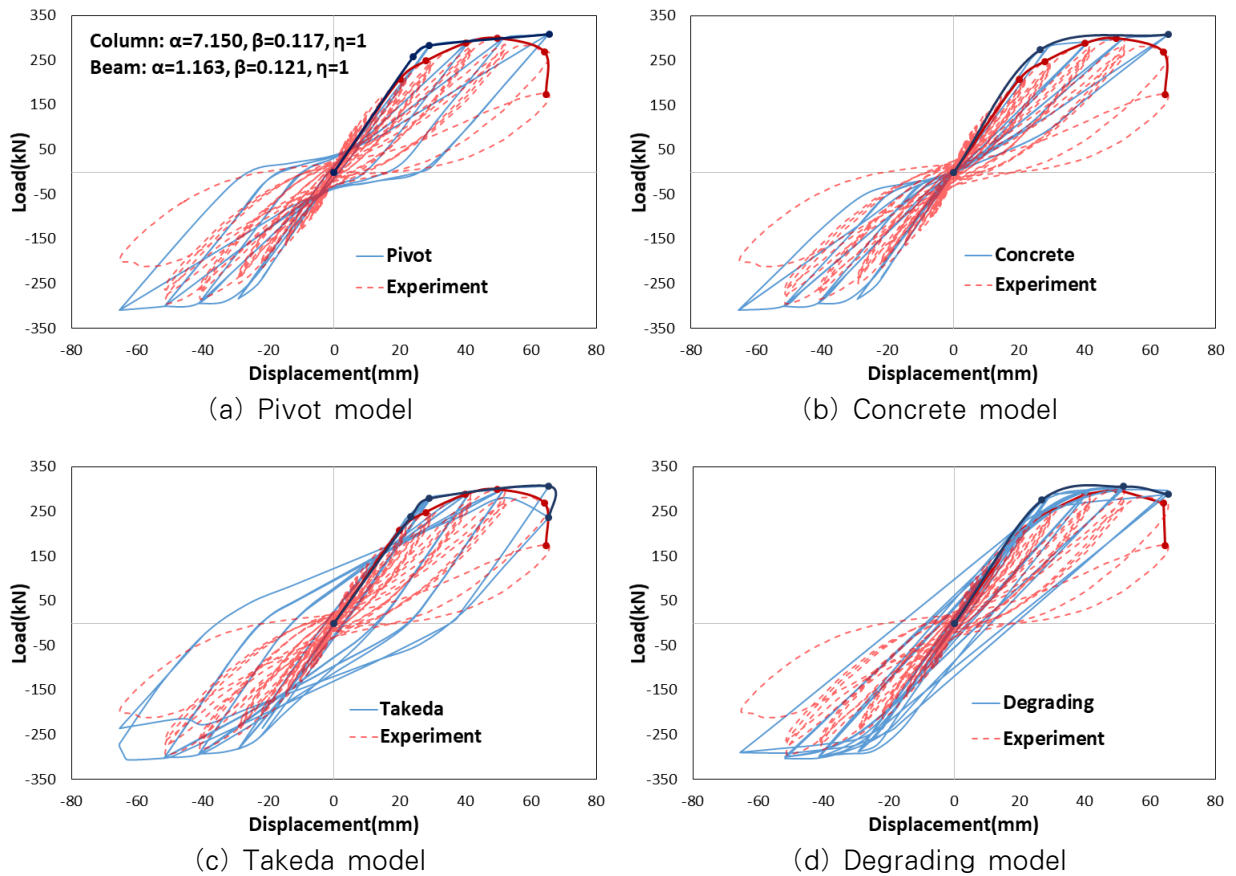 350
250
150
50
-50
-150
-250
-350
Load(kN)
Column: α=7.150, β=0.117, η=1
Beam: α=1.163, β=0.121, η=1
Pivot
Experiment
-80 -60 -40 -20 0 20 40 60 80
Displacement(mm)
(a) Pivot model
350
250
150
50
-50
-150
-250
-350
Load(kN)
Concrete
Experiment
-80 -60 -40 -20 0 20 40 60 80
Displacement(mm)
(b) Concrete model
350
250
150
50
-50
-150
-250
-350
Load(kN)
Takeda
Experiment
-80 -60 -40 -20 0 20 40 60 80
Displacement(mm)
(c) Takeda model
350
250
150
50
-50
-150
-250
-350
Load(kN)
Degrading
Experiment
-80 -60 -40 -20 0 20 40 60 80
Displacement(mm)
(d) Degrading model